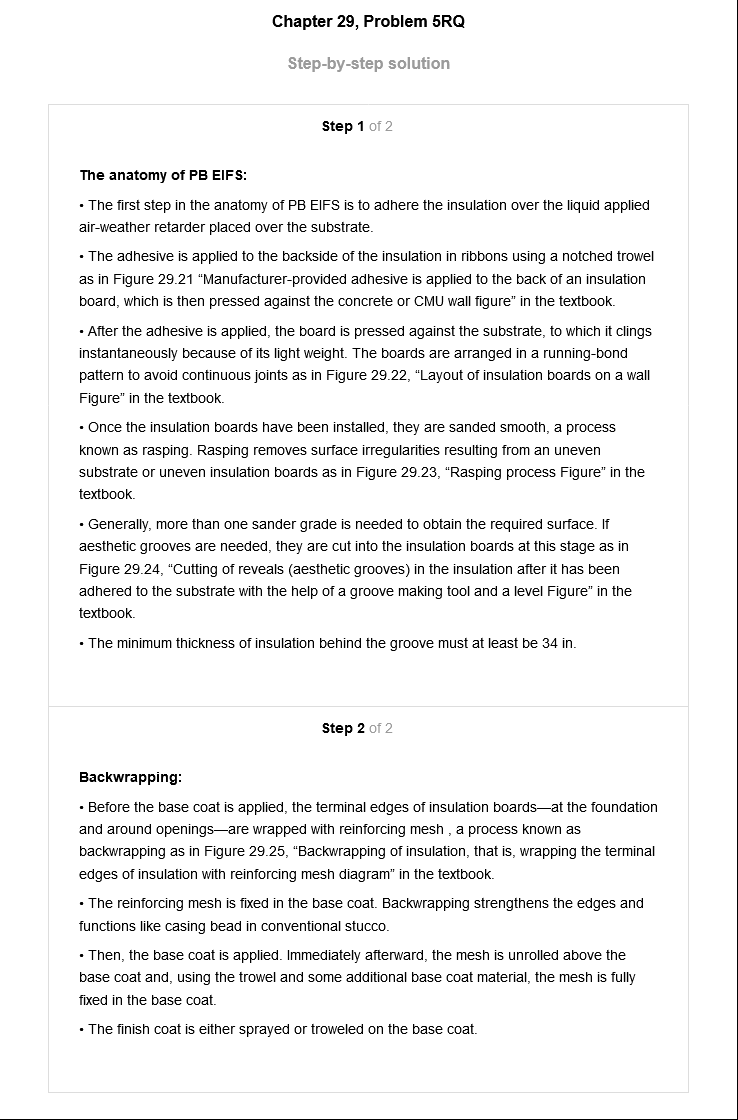 Chapter 29, Problem 5RQ
Step-by-step solution
Step 1 of 2
The anatomy of PB EIFS:
• The first step in the anatomy of PB EIFS is to adhere the insulation over the liquid applied
air-weather retarder placed over the substrate.
• The adhesive is applied to the backside of the insulation in ribbons using a notched trowel
as in Figure 29.21 “Manufacturer-provided adhesive is applied to the back of an insulation
board, which is then pressed against the concrete or CMU wall figure” in the textbook.
• After the adhesive is applied, the board is pressed against the substrate, to which it clings
instantaneously because of its light weight. The boards are arranged in a running-bond
pattern to avoid continuous joints as in Figure 29.22, “Layout of insulation boards on a wall
Figure” in the textbook.
• Once the insulation boards have been installed, they are sanded smooth, a process
known as rasping. Rasping removes surface irregularities resulting from an uneven
substrate or uneven insulation boards as in Figure 29.23, “Rasping process Figure” in the
textbook.
• Generally, more than one sander grade is needed to obtain the required surface. If
aesthetic grooves are needed, they are cut into the insulation boards at this stage as in
Figure 29.24, “Cutting of reveals (aesthetic grooves) in the insulation after it has been
adhered to the substrate with the help of a groove making tool and a level Figure” in the
textbook.
• The minimum thickness of insulation behind the groove must at least be 34 in.
Step 2 of 2
Backwrapping:
• Before the base coat is applied, the terminal edges of insulation boards—at the foundation
and around openings—are wrapped with reinforcing mesh , a process known as
backwrapping as in Figure 29.25, “Backwrapping of insulation, that is, wrapping the terminal
edges of insulation with reinforcing mesh diagram” in the textbook.
• The reinforcing mesh is fixed in the base coat. Backwrapping strengthens the edges and
functions like casing bead in conventional stucco.
• Then, the base coat is applied. Immediately afterward, the mesh is unrolled above the
base coat and, using the trowel and some additional base coat material, the mesh is fully
fixed in the base coat.
• The finish coat is either sprayed or troweled on the base coat.